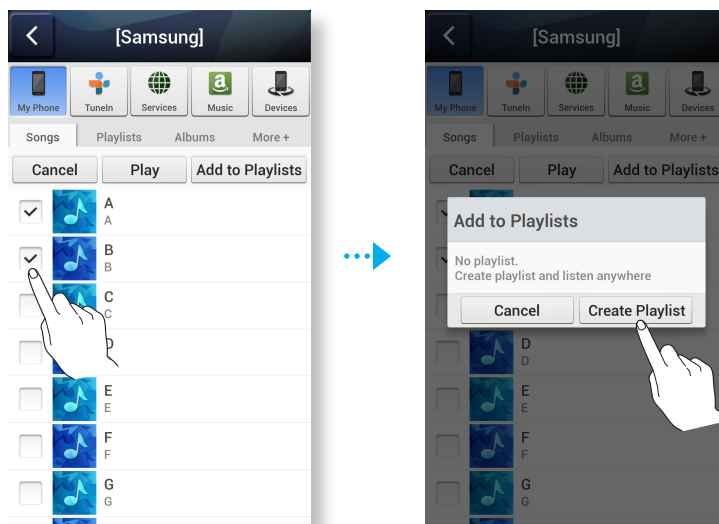 [Samsung]
My Phone TuneIn Services Music Devices
Songs Playlists Albums More +
Cancel Play Add to Playlists
A
A
B
B
C
C
D
E
E
F
F
G
G
[Samsung]
My Phone TuneIn Services Music Devices
Songs Playlists Albums More +
Cancel Play Add to Playlists
Add to Playlists
No playlist.
Create playlist and listen anywhere
Cancel Create Playlist
D
D
E
E
F
F
G
G